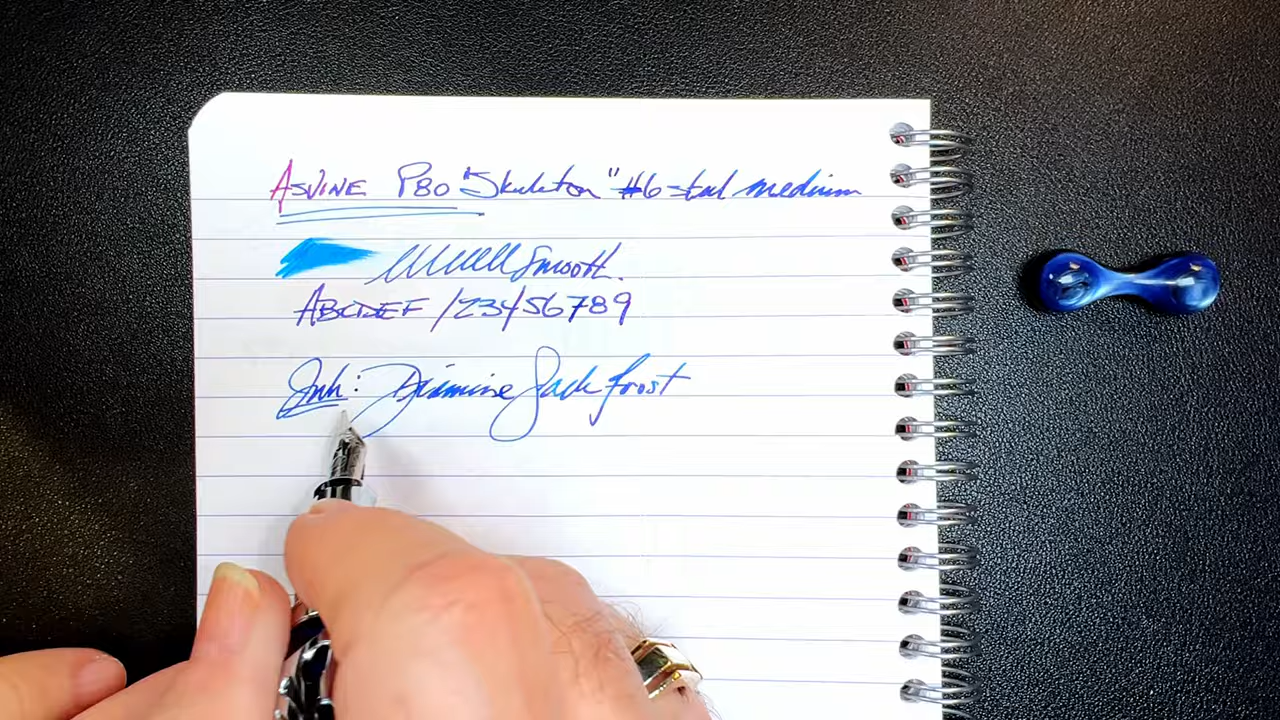 ASVINE P80 "Skeleton" #6 steel medium
Smooth.
ABCDEF 123456789
Ink: Diamine Jack Frost